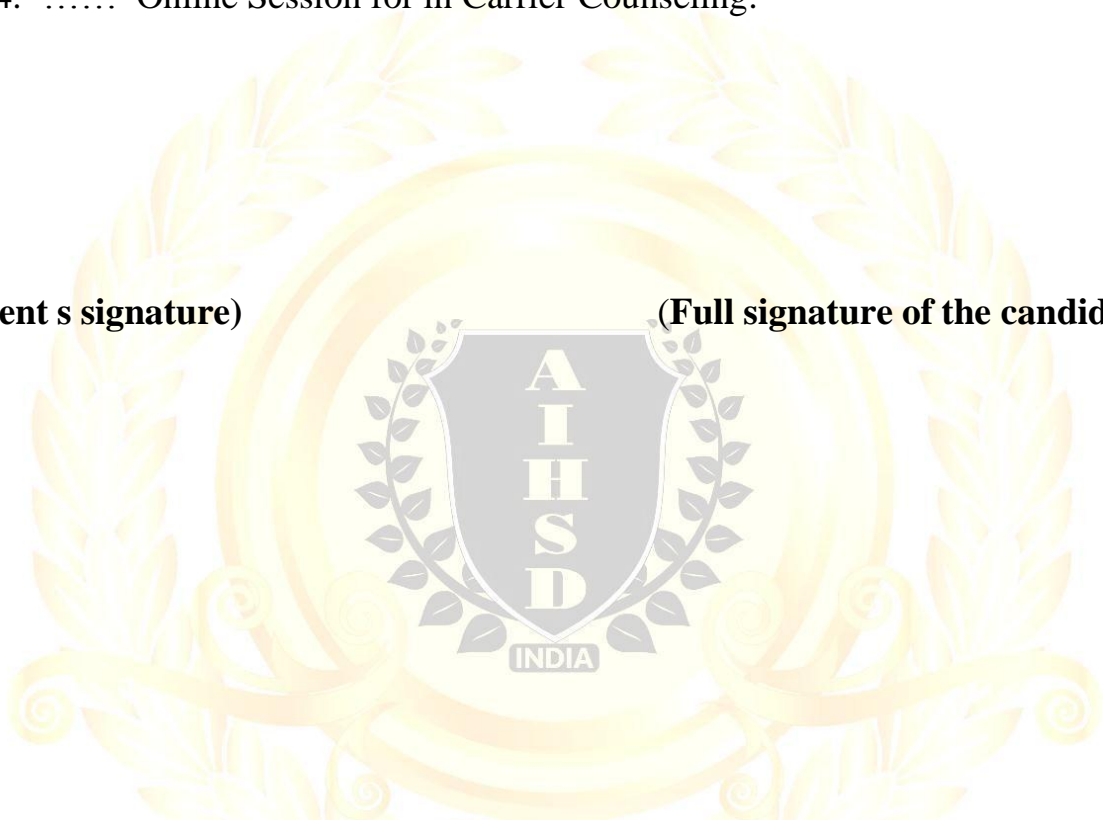 4. …… Online Session for in Carrier Counseling.
ent s signature) (Full signature of the candid
A
I
H
S
D
INDIA